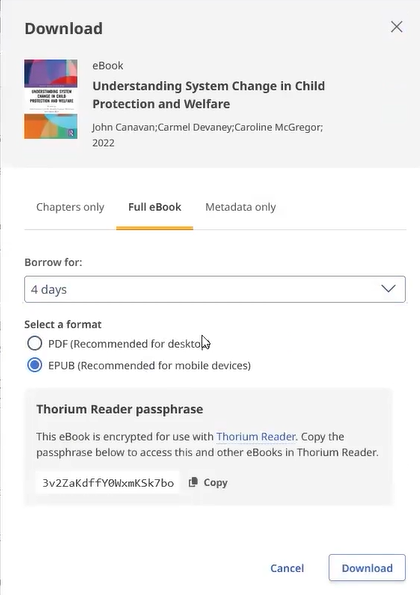 Download
UNDERSTANDING SYSTEM
CHANGE IN CHILD
PROTECTION AND WELFARE
eBook
Understanding System Change in Child
Protection and Welfare
John Canavan;Carmel Devaney;Caroline McGregor;
2022
Chapters only
Full eBook
Metadata only
Borrow for:
4 days
Select a format
PDF (Recommended for desktop)
EPUB (Recommended for mobile devices)
Thorium Reader passphrase
This eBook is encrypted for use with Thorium Reader. Copy the
passphrase below to access this and other eBooks in Thorium Reader.
3v2ZaKdffY0WxmKSk7bo
Copy
Cancel
Download